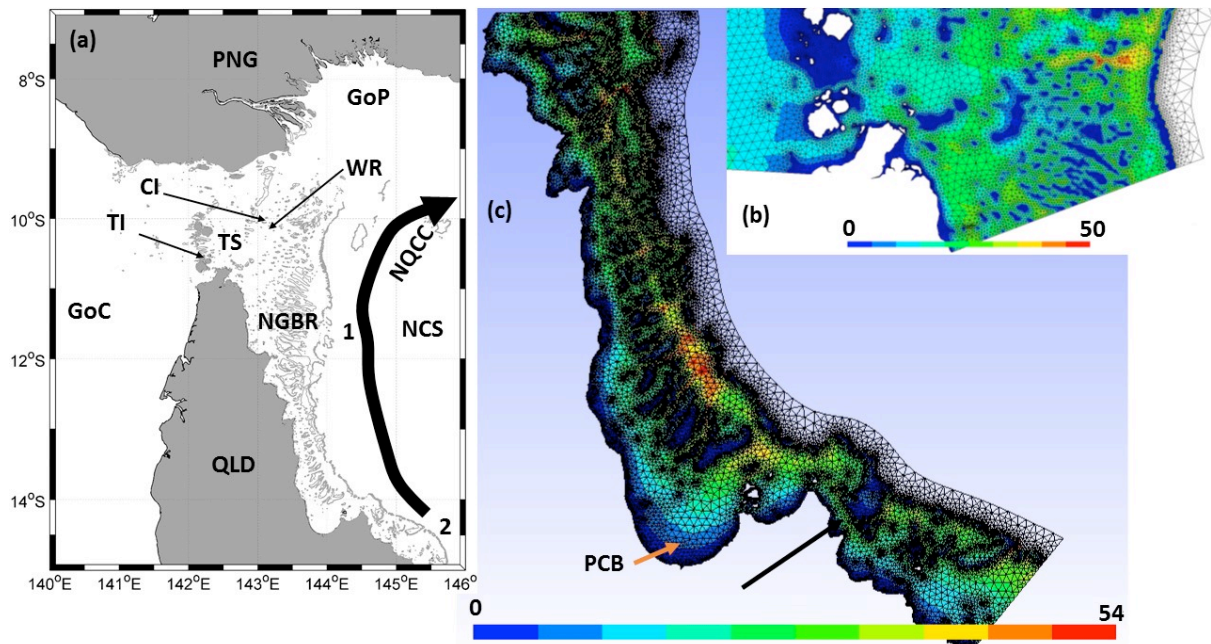 (a)
PNG
8°S
GoP
WR
CI
10°S
TI
TS
NQCC
GoC
NGBR
1
NCS
12°S
QLD
14°S
2
140°E 141°E 142°E 143°E 144°E 145°E 146°E
(b)
0 50
(c)
PCB
0 54